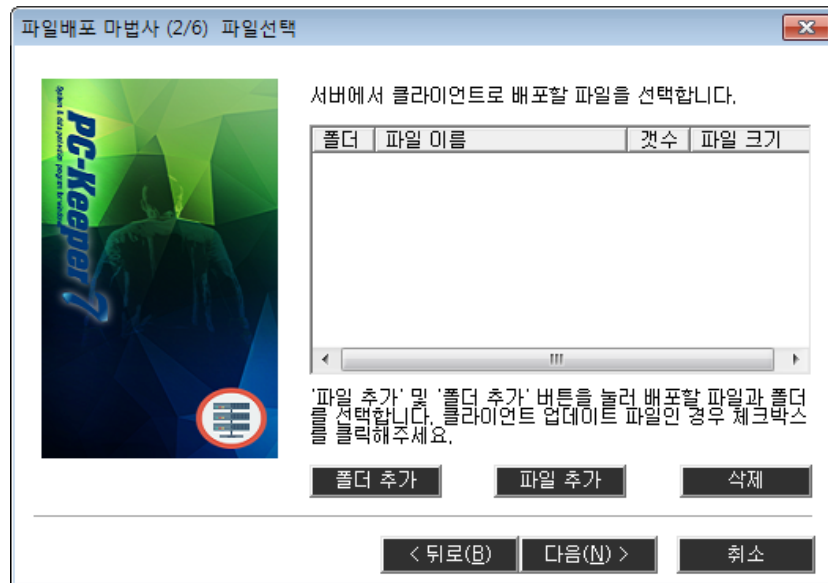 파일배포 마법사 (2/6) 파일선택
PC-Keeper 7
서버에서 클라이언트로 배포할 파일을 선택합니다.
폴더 파일 이름 갯수 파일 크기
'파일 추가' 및 '폴더 추가' 버튼을 눌러 배포할 파일과 폴더
를 선택합니다. 클라이언트 업데이트 파일인 경우 체크박스
를 클릭해주세요.
폴더 추가 파일 추가 삭제
< 뒤로(B) 다음(N) > 취소